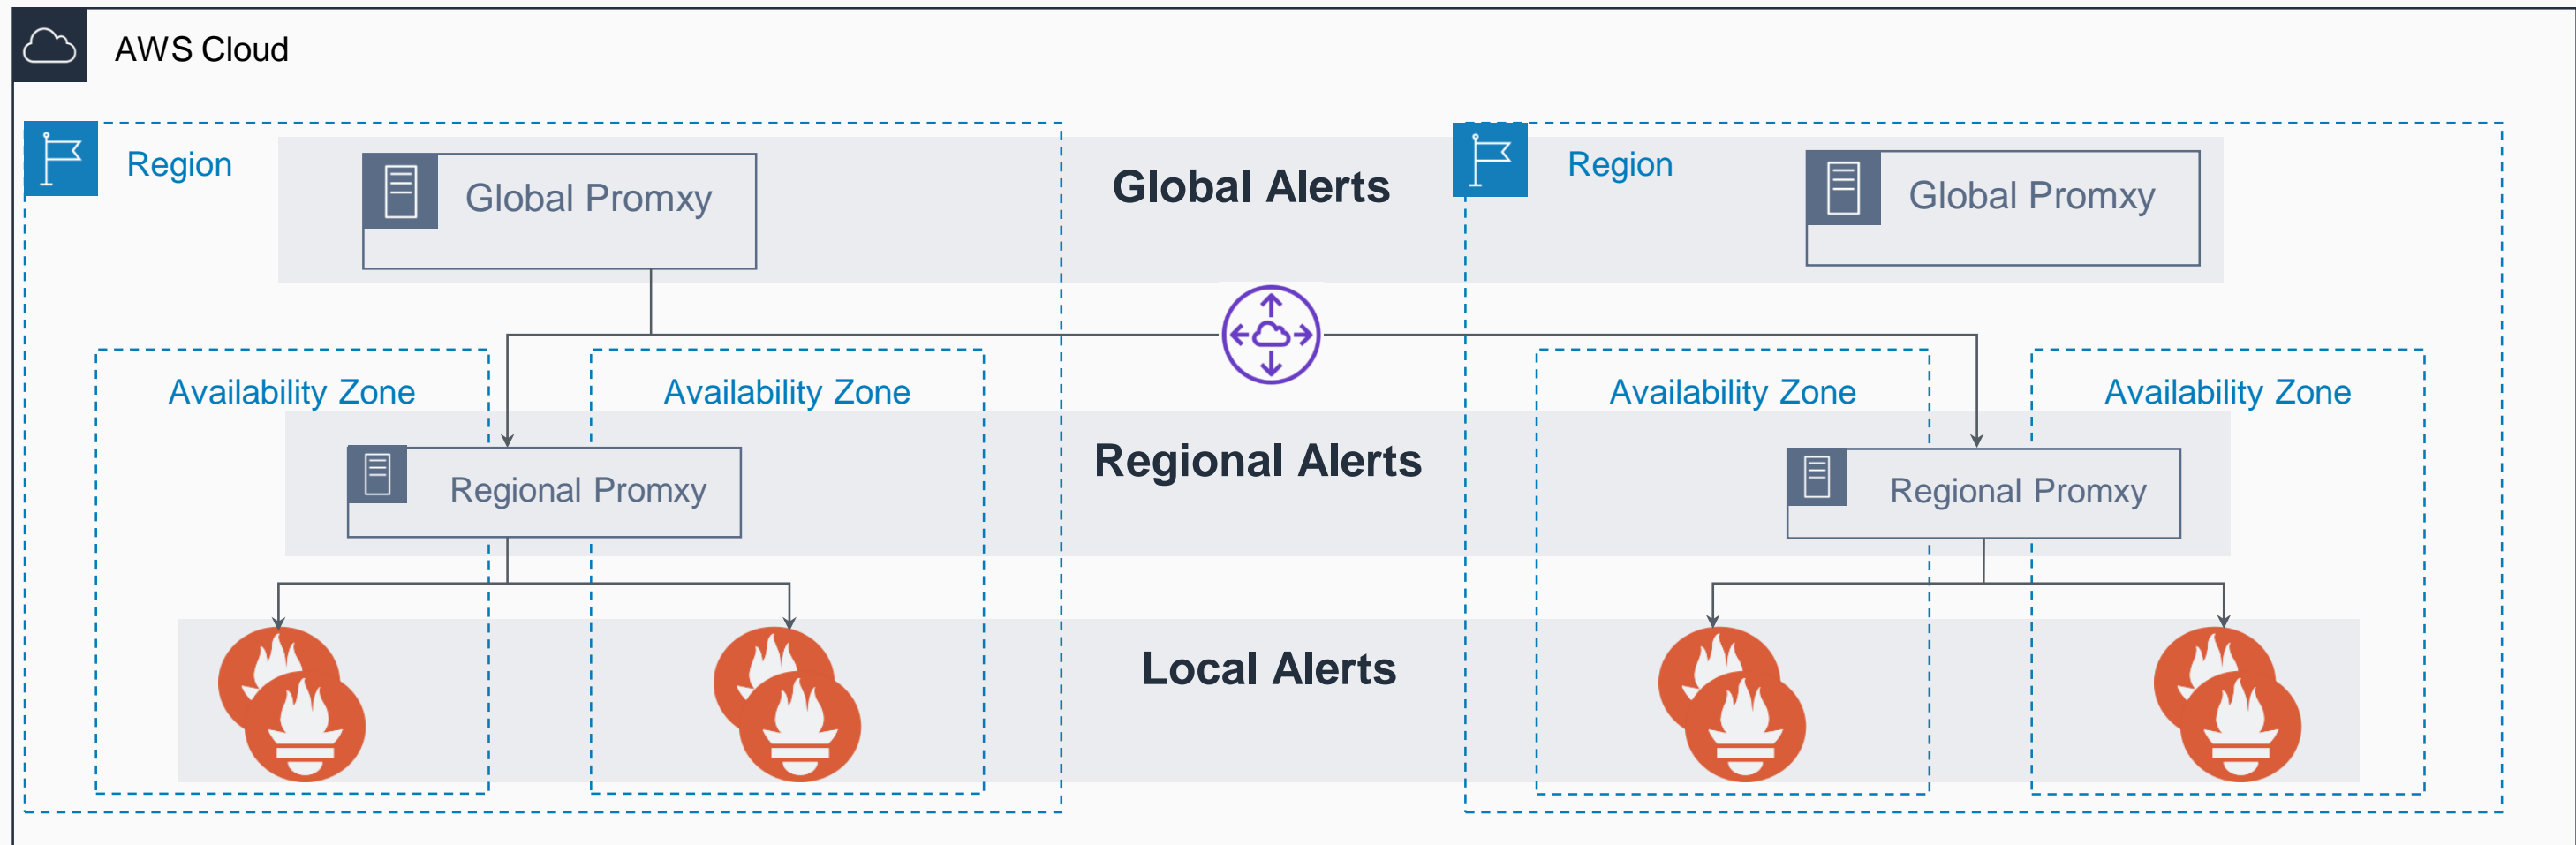 AWS Cloud
Region
Global Promxy
Global Alerts
Region
Global Promxy
Availability Zone
Availability Zone
Availability Zone
Availability Zone
Regional Promxy
Regional Alerts
Regional Promxy
Local Alerts